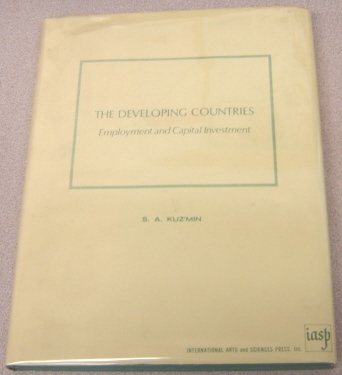 THE DEVELOPING COUNTRIES
Employment and Capital Investment
S. A. KUZ'MIN
iasp
INTERNATIONAL ARTS and SCIENCES PRESS, Inc.